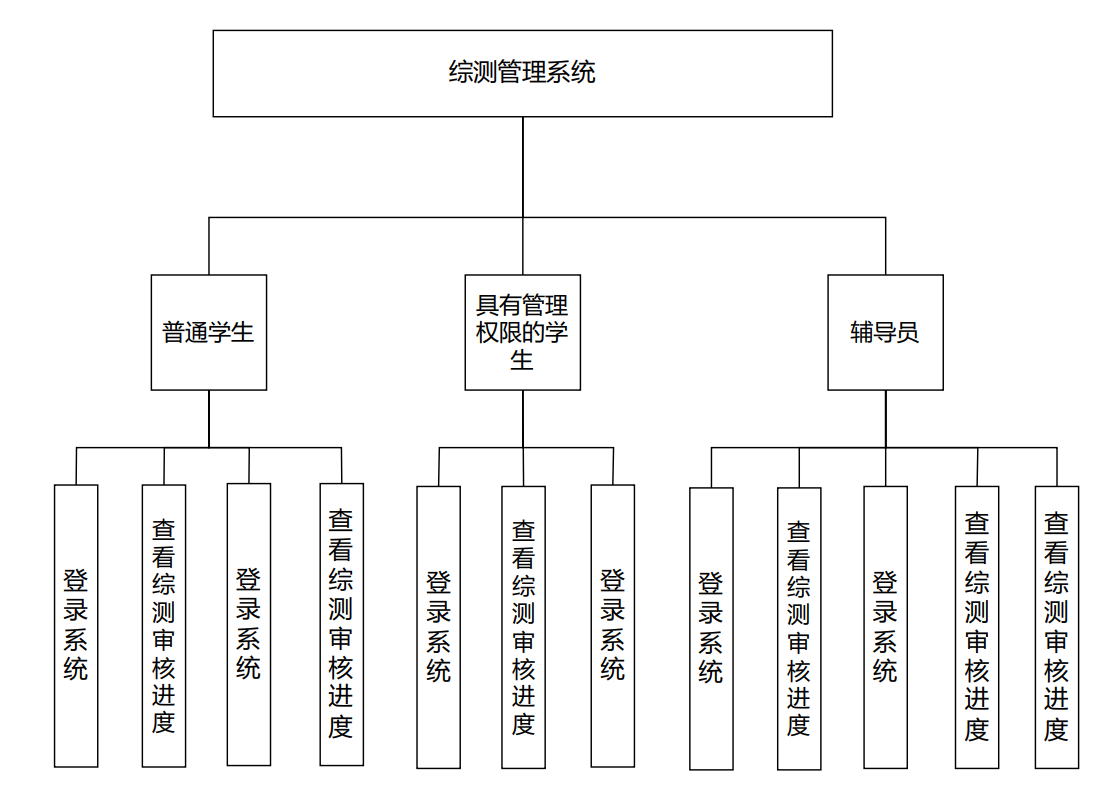 综测管理系统
普通学生
具有管理
权限的学
生
辅导员
登录系统
查看综测审核进度
登录系统
查看综测审核进度
登录系统
查看综测审核进度
登录系统
登录系统
查看综测审核进度
登录系统
查看综测审核进度
查看综测审核进度